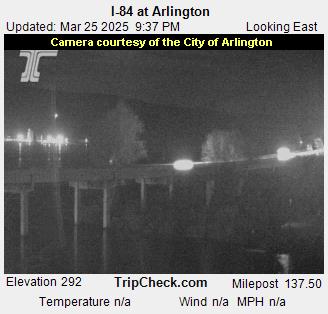 I-84 at Arlington
Updated: Mar 25 2025 9:37 PM Looking East
Camera courtesy of the City of Arlington
Elevation 292 TripCheck.com Milepost 137.50
Temperature n/a Wind n/a MPH n/a